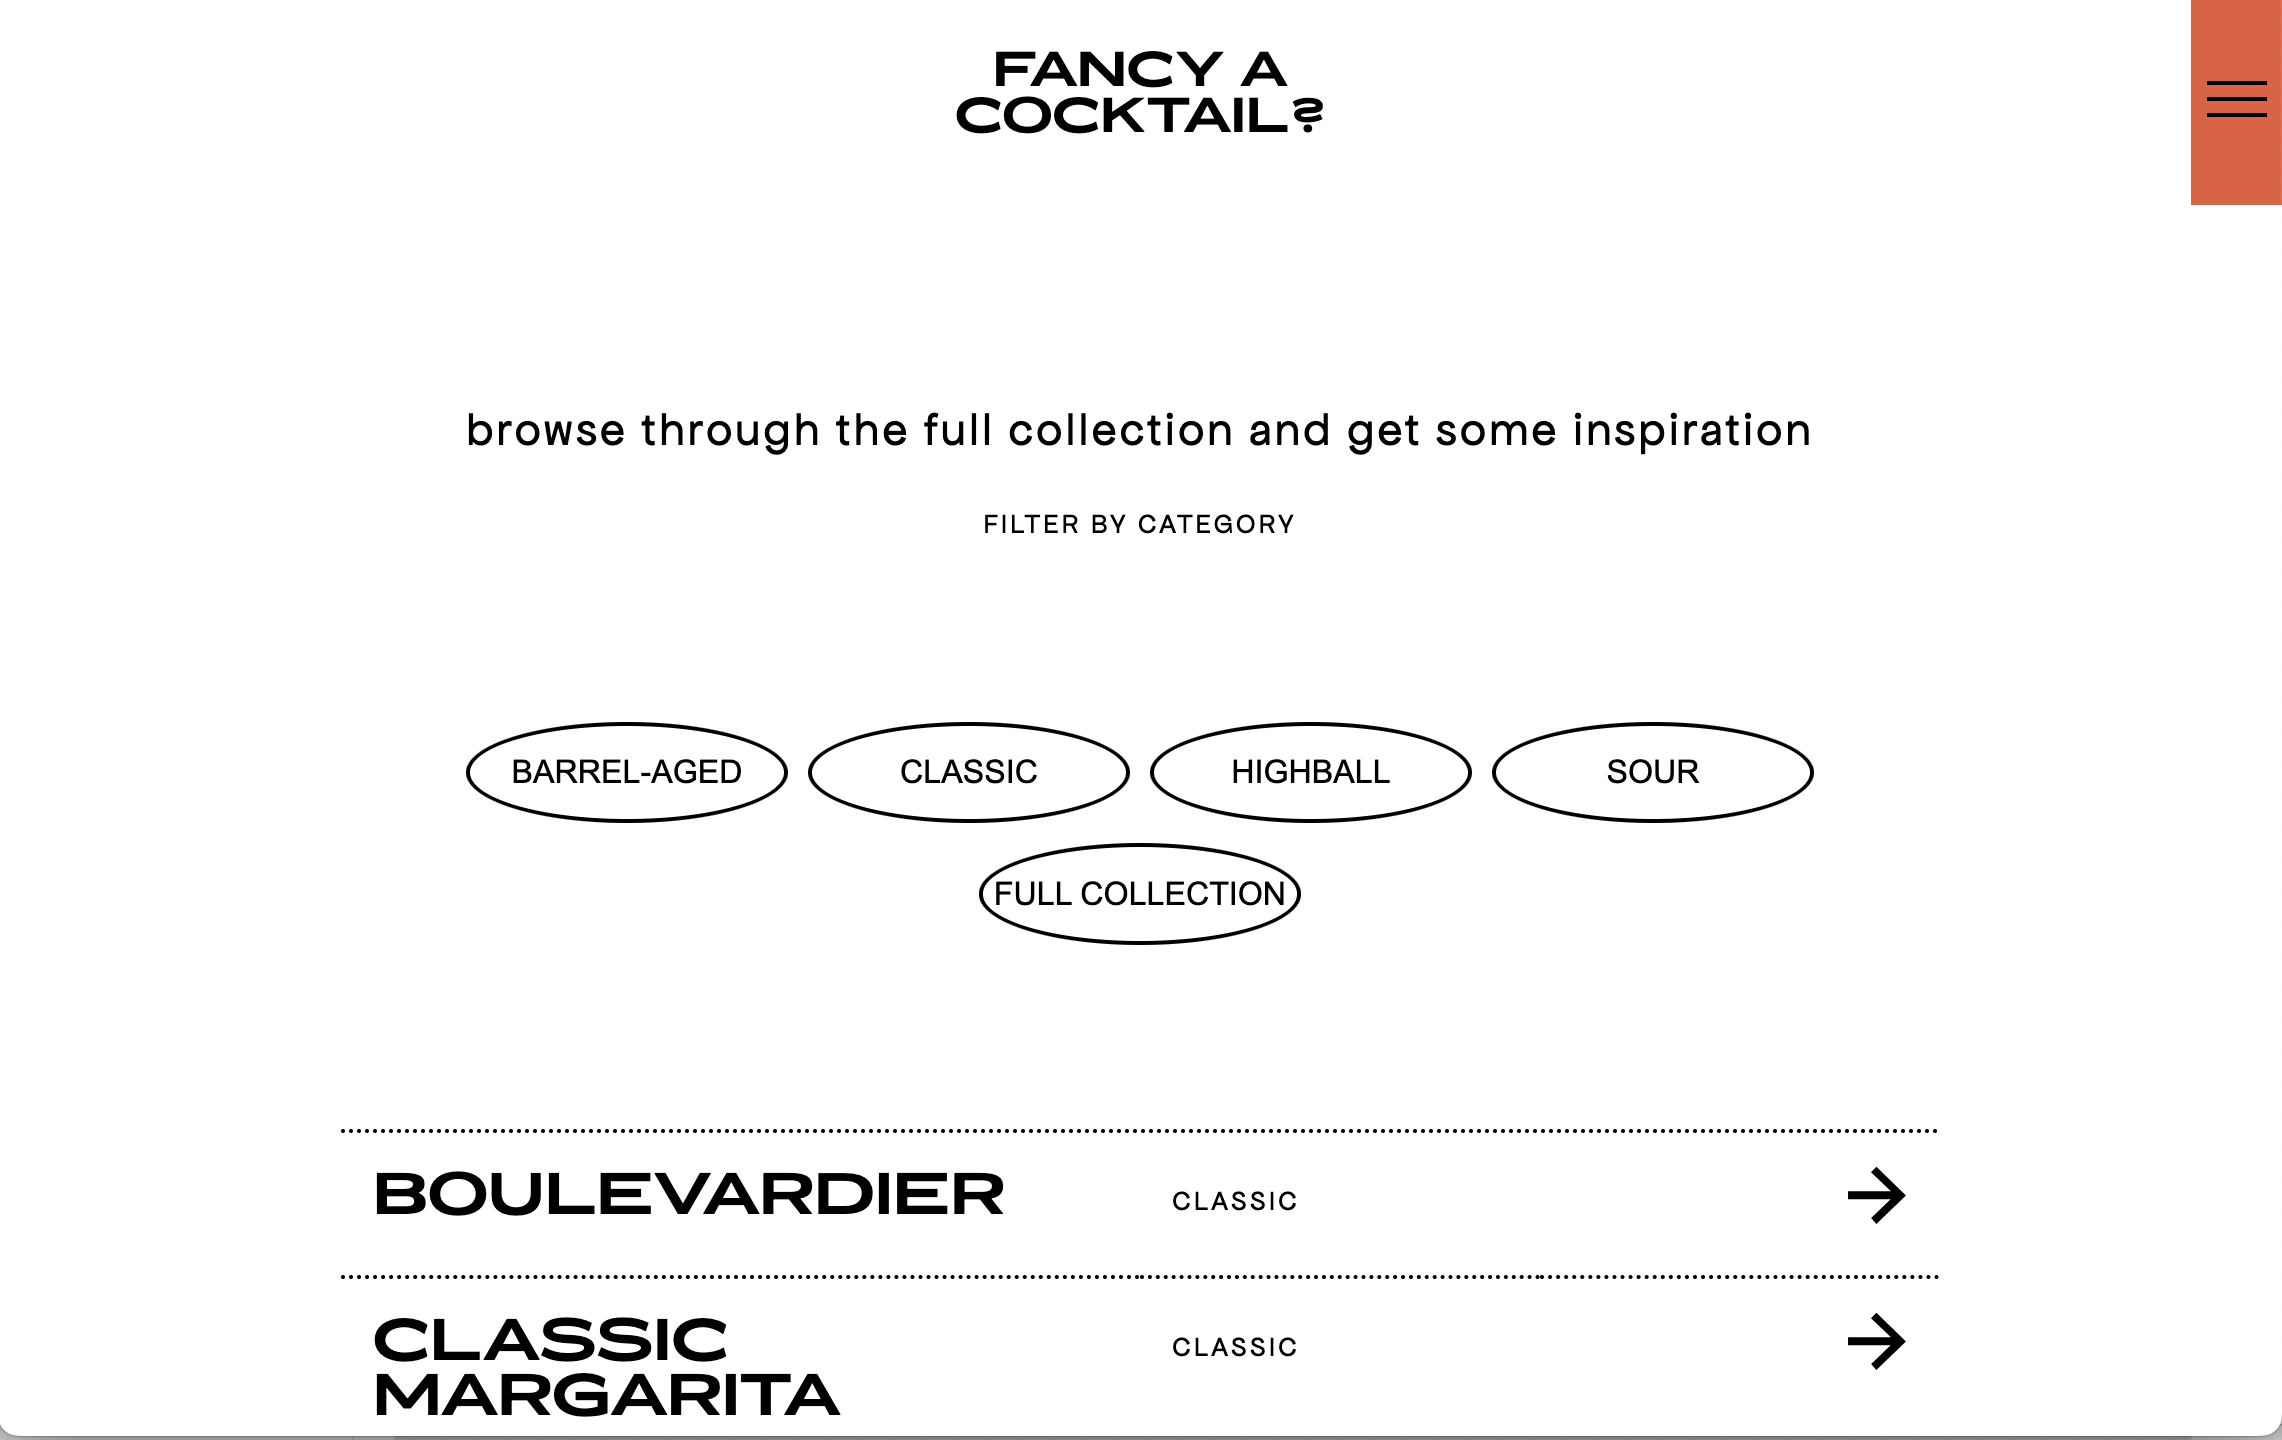 FANCY A
COCKTAIL?
browse through the full collection and get some inspiration
FILTER BY CATEGORY
BARREL-AGED
CLASSIC
HIGHBALL
SOUR
FULL COLLECTION
BOULEVARDIER
CLASSIC
CLASSIC
MARGARITA
CLASSIC